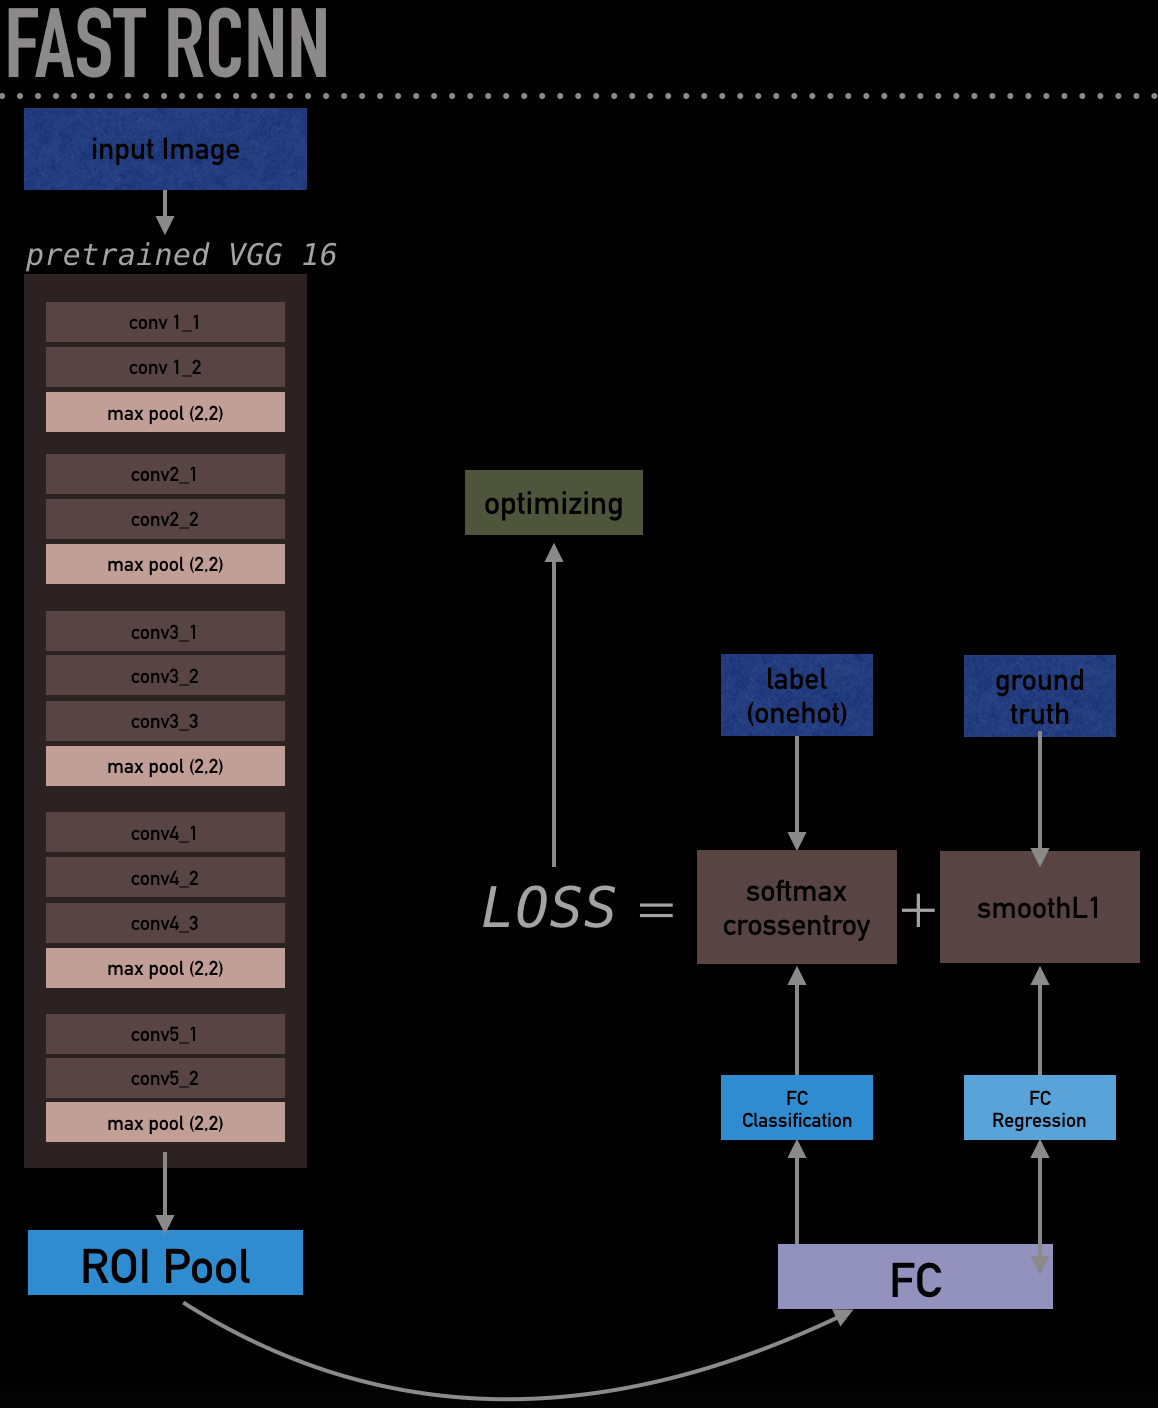 FAST RCNN
input Image
pretrained VGG 16
conv 1_1
conv 1_2
max pool (2,2)
conv2_1
conv2_2
max pool (2,2)
conv3_1
conv3_2
conv3_3
max pool (2,2)
conv4_1
conv4_2
conv4_3
max pool (2,2)
conv5_1
conv5_2
max pool (2,2)
ROI Pool
optimizing
label
(onehot)
ground
truth
LOSS =
softmax
crossentroy
+
smoothL1
FC
Classification
FC
Regression
FC